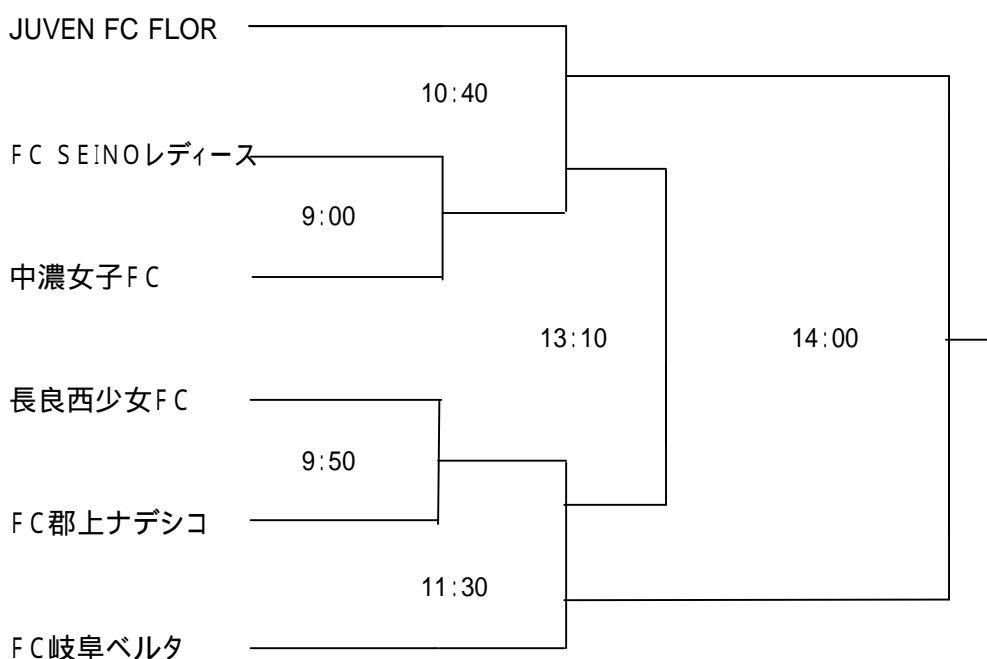 JUVEN FC FLOR
10:40
FC SEINOレディース
9:00
中濃女子FC
13:10
14:00
長良西少女FC
9:50
FC郡上ナデシコ
11:30
FC岐阜ベルタ